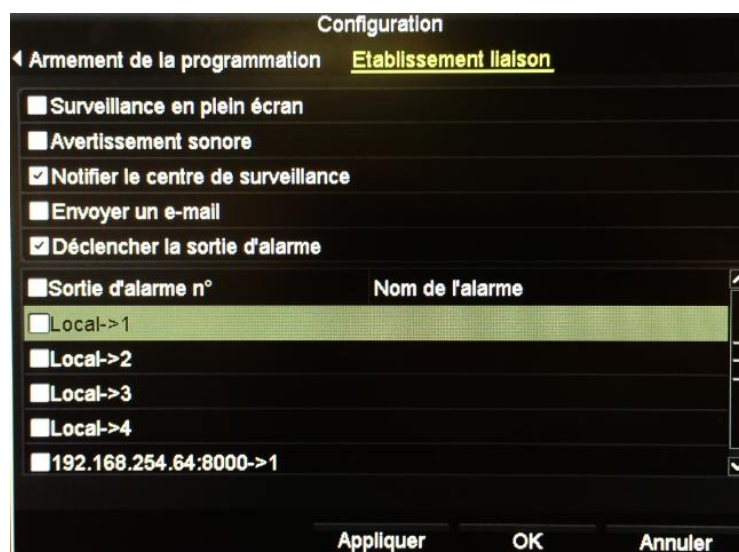 Configuration
Armement de la programmation Etablissement liaison
Surveillance en plein écran
Avertissement sonore
Notifier le centre de surveillance
Envoyer un e-mail
Déclencher la sortie d'alarme
Sortie d'alarme n° Nom de l'alarme
Local->1
Local->2
Local->3
Local->4
192.168.254.64:8000->1
Appliquer OK Annuler